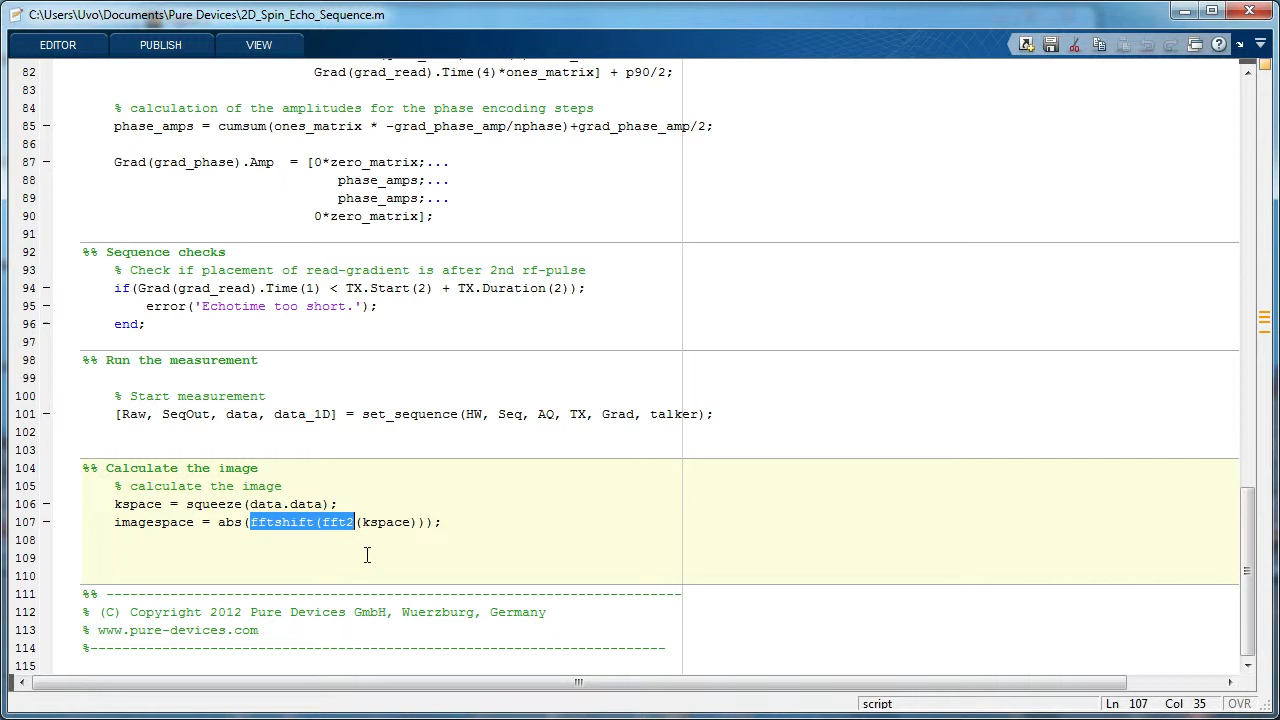 C:\Users\Uvo\Documents\Pure Devices\2D_Spin_Echo_Sequence.m
EDITOR PUBLISH VIEW
82 Grad(grad_read).Time(4)*ones_matrix] + p90/2;
83
84 % calculation of the amplitudes for the phase encoding steps
85 phase_amps = cumsum(ones_matrix * -grad_phase_amp/nphase)+grad_phase_amp/2;
86
87 Grad(grad_phase).Amp = [0*zero_matrix;...
88 phase_amps;...
89 phase_amps;...
90 0*zero_matrix];
91
92 %% Sequence checks
93 % Check if placement of read-gradient is after 2nd rf-pulse
94 if(Grad(grad_read).Time(1) < TX.Start(2) + TX.Duration(2));
95 error('Echotime too short.');
96 end;
97
98 %% Run the measurement
99
100 % Start measurement
101 [Raw, SeqOut, data, data_1D] = set_sequence(HW, Seq, AQ, TX, Grad, talker);
102
103
104 %% Calculate the image
105 % calculate the image
106 kspace = squeeze(data.data);
107 imagespace = abs(fftshift(fft2(kspace)));
108
109
110
111 %% ------------------------------------------------------------------------
112 % (C) Copyright 2012 Pure Devices GmbH, Wuerzburg, Germany
113 % www.pure-devices.com
114 %------------------------------------------------------------------------
115
script Ln 107 Col 35 OVR